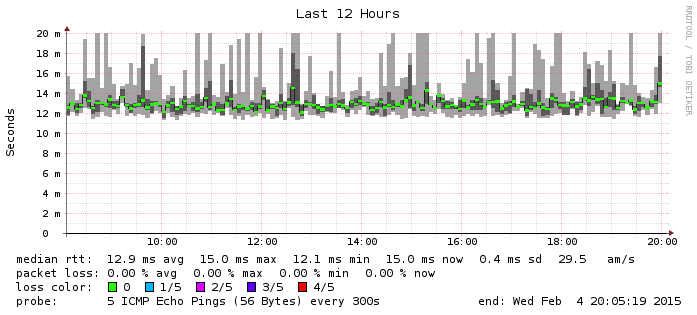 Last 12 Hours
RRDTOOL / TOBI OETIKER
Seconds
20 m
18 m
16 m
14 m
12 m
10 m
8 m
6 m
4 m
2 m
0
10:00 12:00 14:00 16:00 18:00 20:00
median rtt: 12.9 ms avg 15.0 ms max 12.1 ms min 15.0 ms now 0.4 ms sd 29.5 am/s
packet loss: 0.00 % avg 0.00 % max 0.00 % min 0.00 % now
loss color: 0 1/5 2/5 3/5 4/5
probe: 5 ICMP Echo Pings (56 Bytes) every 300s end: Wed Feb 4 20:05:19 2015